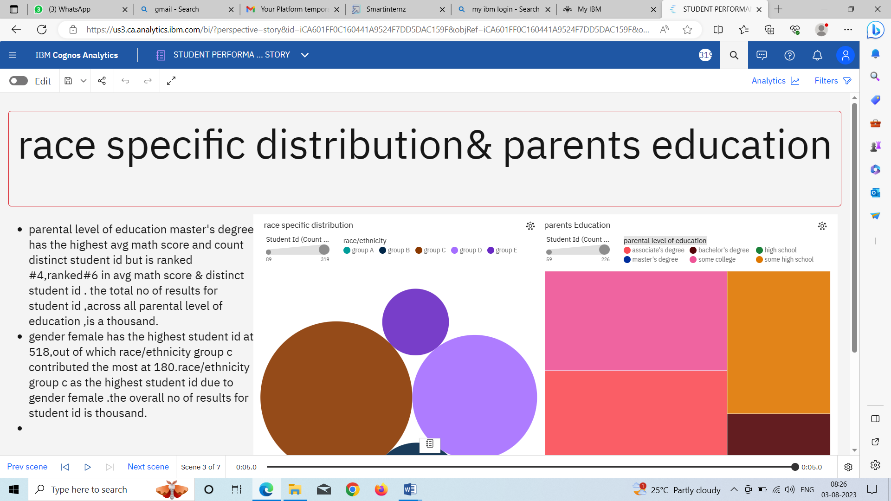 (1) WhatsApp
gmail - Search
Your Platform tempor
Smartinternz
my ibm login - Search
My IBM
STUDENT PERFORMA
https://us3.ca.analytics.ibm.com/bi/?perspective=story&id=iCA601FF0C160441A9524F7DD5DAC159F&objRef=iCA601FF0C160441A9524F7DD5DAC159F&o...
IBM Cognos Analytics
STUDENT PERFORMA ... STORY
Edit
Analytics
Filters
race specific distribution& parents education
parental level of education master's degree
has the highest avg math score and count
distinct student id but is ranked
#4,ranked#6 in avg math score & distinct
student id . the total no of results for
student id ,across all parental level of
education ,is a thousand.
gender female has the highest student id at
518,out of which race/ethnicity group c
contributed the most at 180.race/ethnicity
group c as the highest student id due to
gender female .the overall no of results for
student id is thousand.
race specific distribution
Student Id (Count ...
89
319
race/ethnicity
group A
group B
group C
group D
group E
parents Education
Student Id (Count ...
59
226
parental level of education
associate's degree
bachelor's degree
high school
master's degree
some college
some high school
Prev scene
Next scene
Scene 3 of 7
0:06.0
0:06.0
Type here to search
25°C Partly cloudy
ENG
08:26
03-08-2023